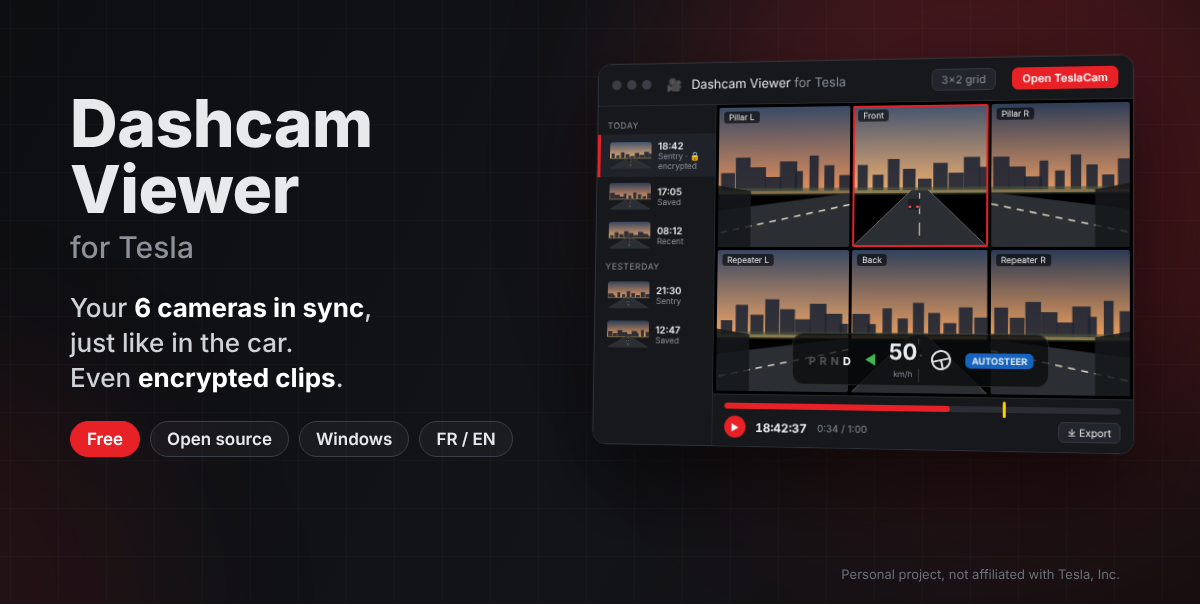 Dashcam
Viewer
for Tesla
Your 6 cameras in sync,
just like in the car.
Even encrypted clips.
Free
Open source
Windows
FR / EN
Dashcam Viewer for Tesla
3×2 grid
Open TeslaCam
TODAY
18:42
Sentry · 🔒
encrypted
17:05
Saved
08:12
Recent
YESTERDAY
21:30
Sentry
12:47
Saved
Pillar L
Front
Pillar R
Repeater L
Back
Repeater R
P R N D
50
km/h
AUTOSTEER
18:42:37
0:34 / 1:00
Export
Personal project, not affiliated with Tesla, Inc.